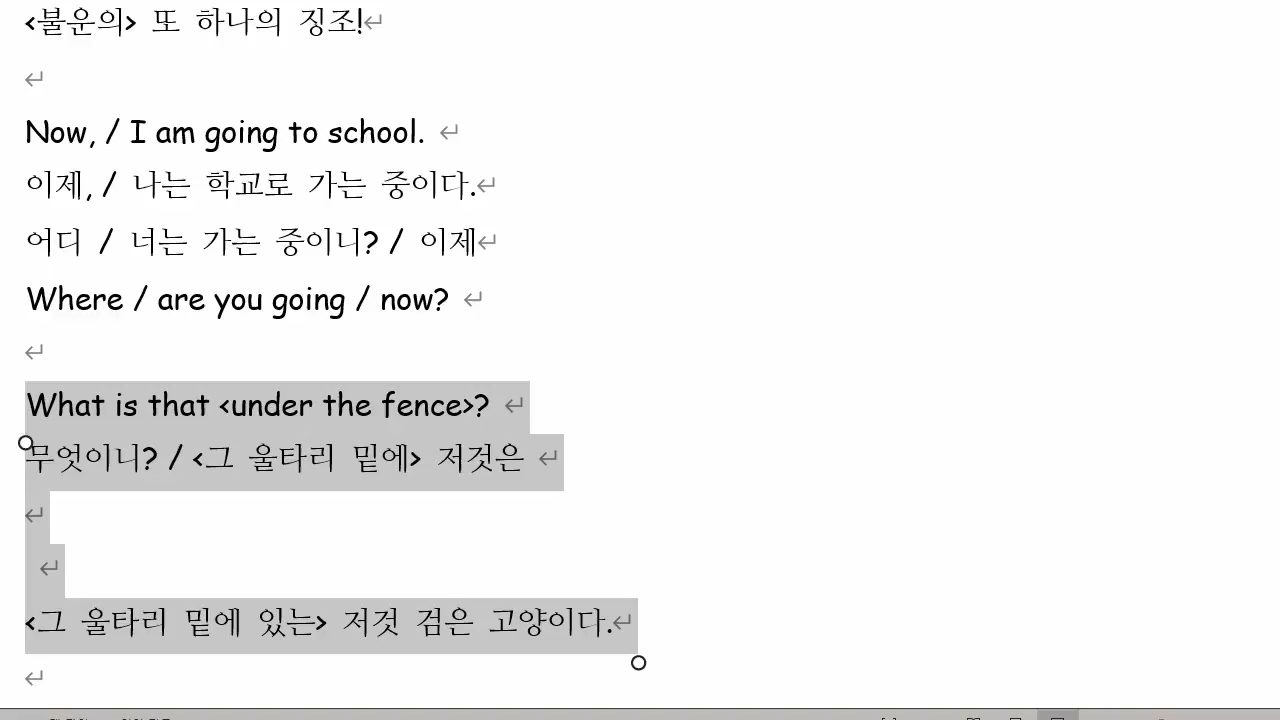 <불운의> 또 하나의 징조!
Now, / I am going to school.
이제, / 나는 학교로 가는 중이다.
어디 / 너는 가는 중이니? / 이제
Where / are you going / now?
What is that <under the fence>?
무엇이니? / <그 울타리 밑에> 저것은
<그 울타리 밑에 있는> 저것 검은 고양이다.